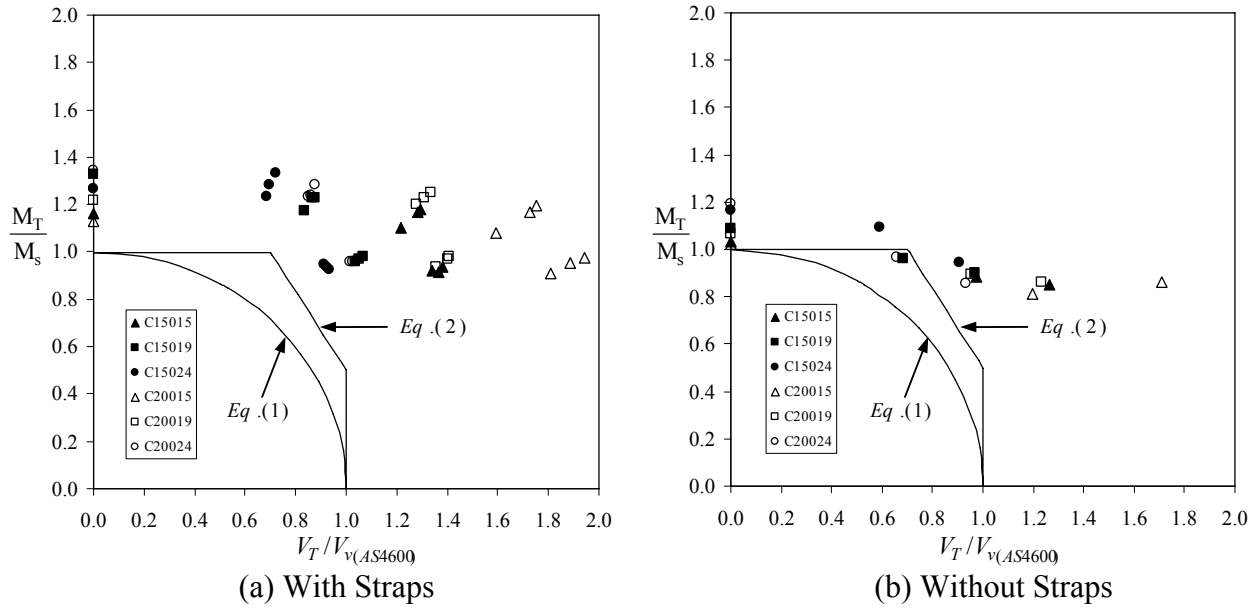 2.0
1.8
1.6
1.4
1.2
1.0
0.8
0.6
0.4
0.2
0.0
M_T
M_s
C15015
C15019
C15024
C20015
C20019
C20024
Eq .(2)
Eq .(1)
0.0 0.2 0.4 0.6 0.8 1.0 1.2 1.4 1.6 1.8 2.0
V_T / V_v(AS4600)
(a) With Straps
2.0
1.8
1.6
1.4
1.2
1.0
0.8
0.6
0.4
0.2
0.0
M_T
M_s
C15015
C15019
C15024
C20015
C20019
C20024
Eq .(2)
Eq .(1)
0.0 0.2 0.4 0.6 0.8 1.0 1.2 1.4 1.6 1.8 2.0
V_T / V_v(AS4600)
(b) Without Straps